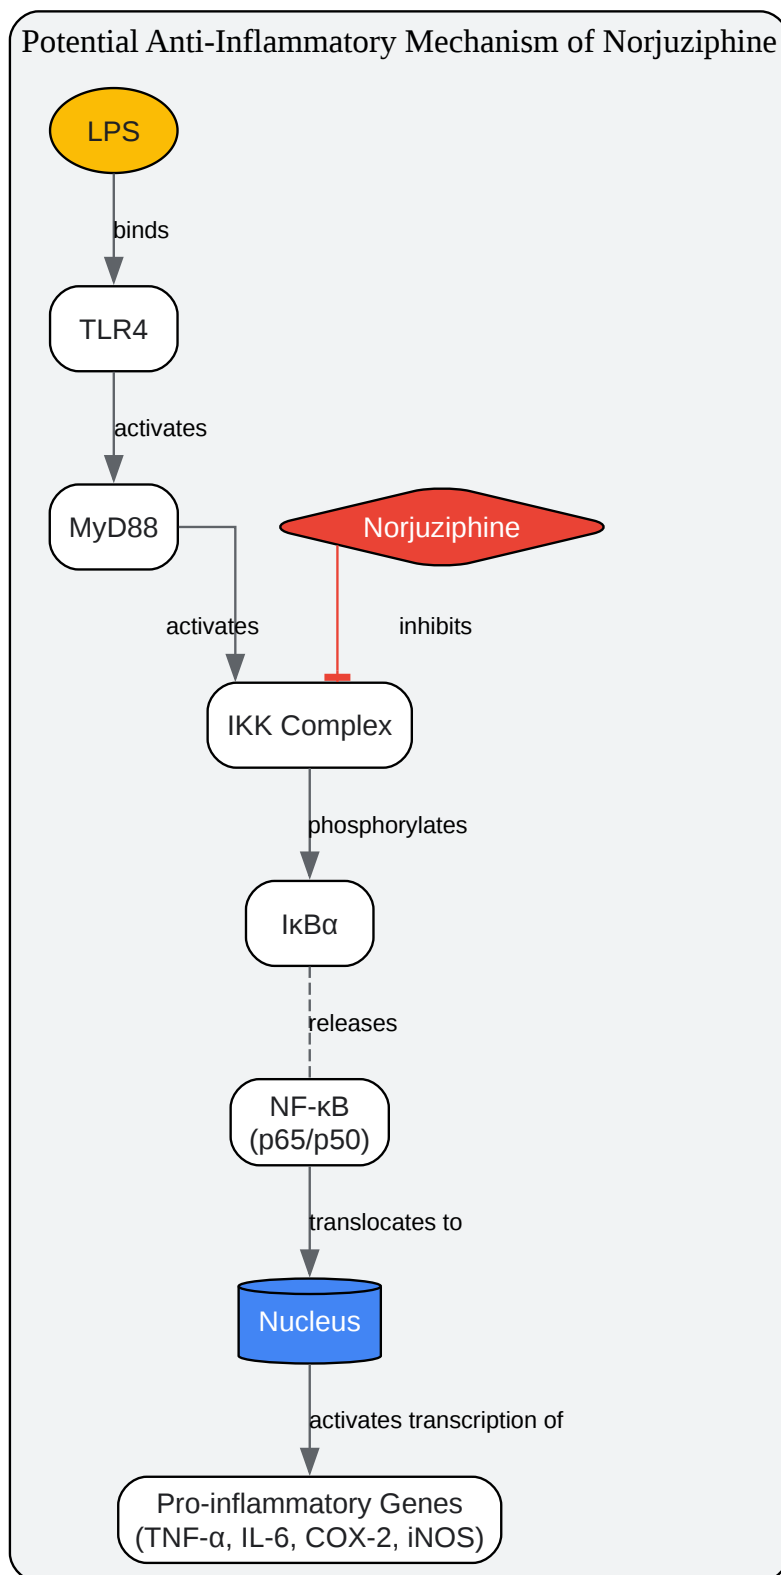 Potential Anti-Inflammatory Mechanism of Norjuziphine
LPS
binds
TLR4
activates
MyD88
Norjuziphine
activates
inhibits
IKK Complex
phosphorylates
IκBα
releases
NF-κB
(p65/p50)
translocates to
Nucleus
activates transcription of
Pro-inflammatory Genes
(TNF-α, IL-6, COX-2, iNOS)